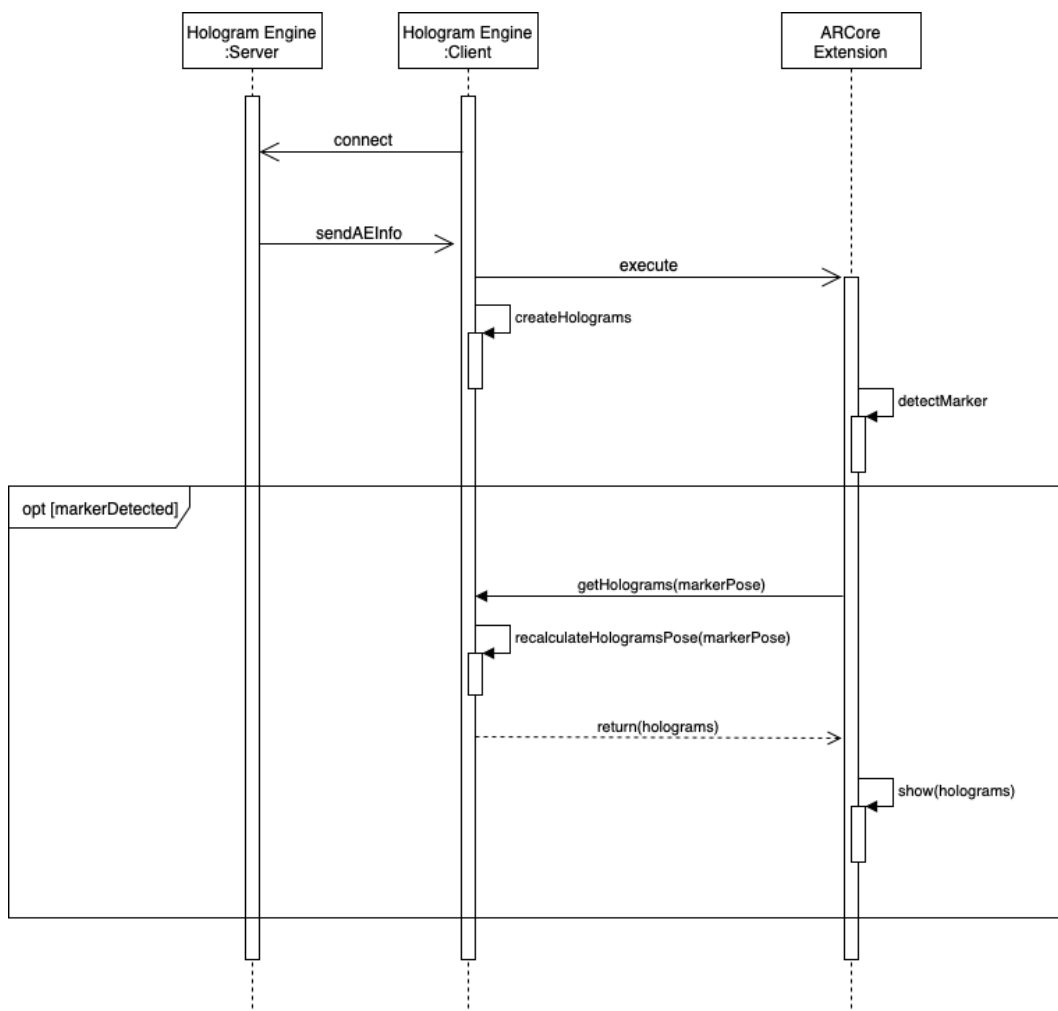 Hologram Engine
:Server
Hologram Engine
:Client
ARCore
Extension
connect
sendAEInfo
execute
createHolograms
detectMarker
opt [markerDetected]
getHolograms(markerPose)
recalculateHologramsPose(markerPose)
return(holograms)
show(holograms)